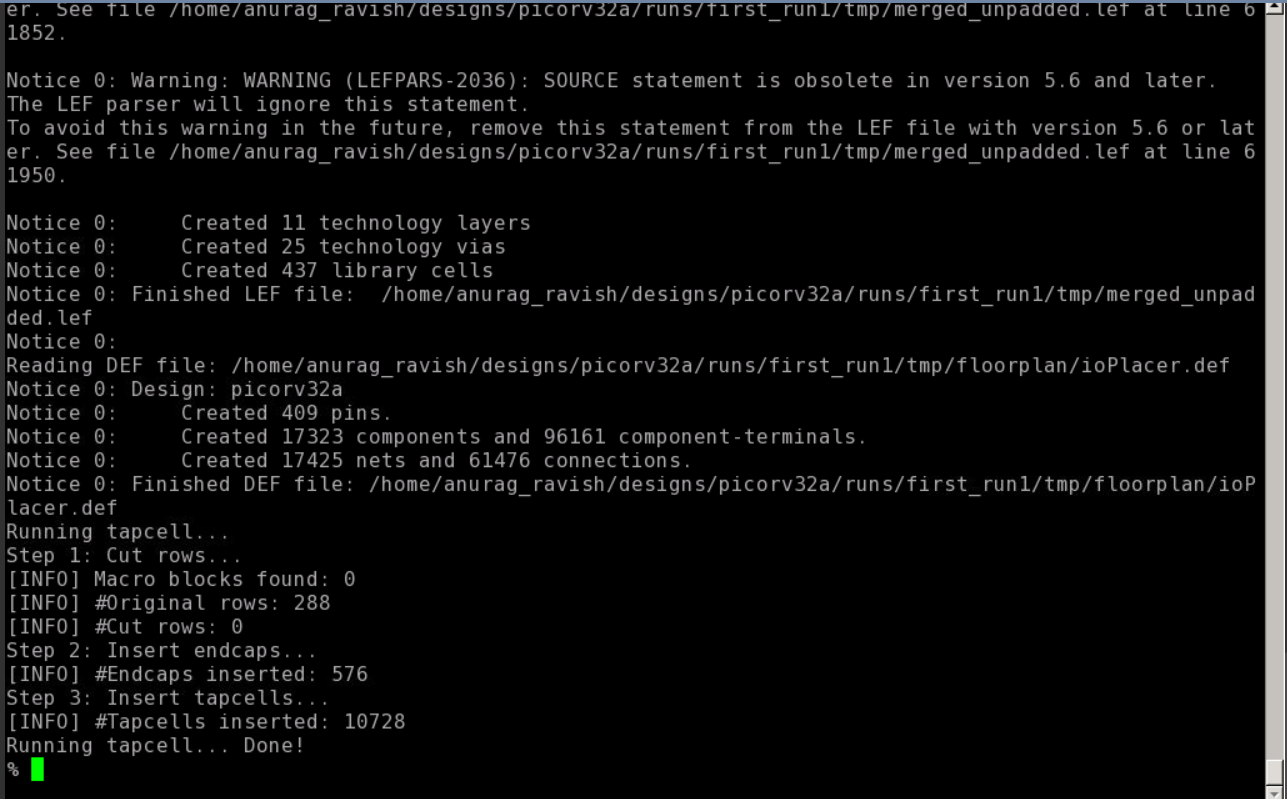 er. See file /home/anurag_ravish/designs/picorv32a/runs/first_run1/tmp/merged_unpadded.lef at line 6
1852.
Notice 0: Warning: WARNING (LEFPARS-2036): SOURCE statement is obsolete in version 5.6 and later.
The LEF parser will ignore this statement.
To avoid this warning in the future, remove this statement from the LEF file with version 5.6 or lat
er. See file /home/anurag_ravish/designs/picorv32a/runs/first_run1/tmp/merged_unpadded.lef at line 6
1950.
Notice 0:     Created 11 technology layers
Notice 0:     Created 25 technology vias
Notice 0:     Created 437 library cells
Notice 0: Finished LEF file:  /home/anurag_ravish/designs/picorv32a/runs/first_run1/tmp/merged_unpad
ded.lef
Notice 0:
Reading DEF file: /home/anurag_ravish/designs/picorv32a/runs/first_run1/tmp/floorplan/ioPlacer.def
Notice 0: Design: picorv32a
Notice 0:     Created 409 pins.
Notice 0:     Created 17323 components and 96161 component-terminals.
Notice 0:     Created 17425 nets and 61476 connections.
Notice 0: Finished DEF file: /home/anurag_ravish/designs/picorv32a/runs/first_run1/tmp/floorplan/ioP
lacer.def
Running tapcell...
Step 1: Cut rows...
[INFO] Macro blocks found: 0
[INFO] #Original rows: 288
[INFO] #Cut rows: 0
Step 2: Insert endcaps...
[INFO] #Endcaps inserted: 576
Step 3: Insert tapcells...
[INFO] #Tapcells inserted: 10728
Running tapcell... Done!
%